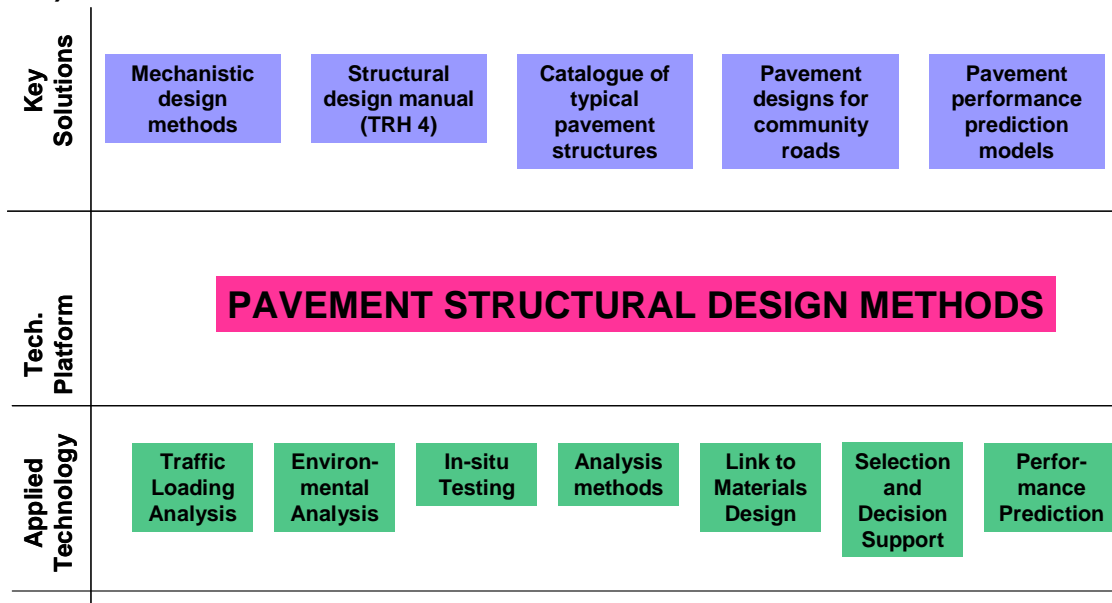 Key
Solutions
Mechanistic
design
methods
Structural
design manual
(TRH 4)
Catalogue of
typical
pavement
structures
Pavement
designs for
community
roads
Pavement
performance
prediction
models
Tech.
Platform
PAVEMENT STRUCTURAL DESIGN METHODS
Applied
Technology
Traffic
Loading
Analysis
Environ-
mental
Analysis
In-situ
Testing
Analysis
methods
Link to
Materials
Design
Selection
and
Decision
Support
Perfor-
mance
Prediction